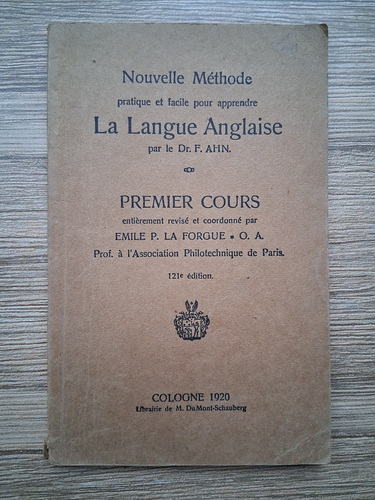 Nouvelle Méthode
pratique et facile pour apprendre
La Langue Anglaise
par le Dr. F. AHN.
PREMIER COURS
entièrement revisé et coordonné par
EMILE P. LA FORGUE • O. A.
Prof. à l'Association Philotechnique de Paris.
121e édition.
COLOGNE 1920
Librairie de M. DuMont-Schauberg